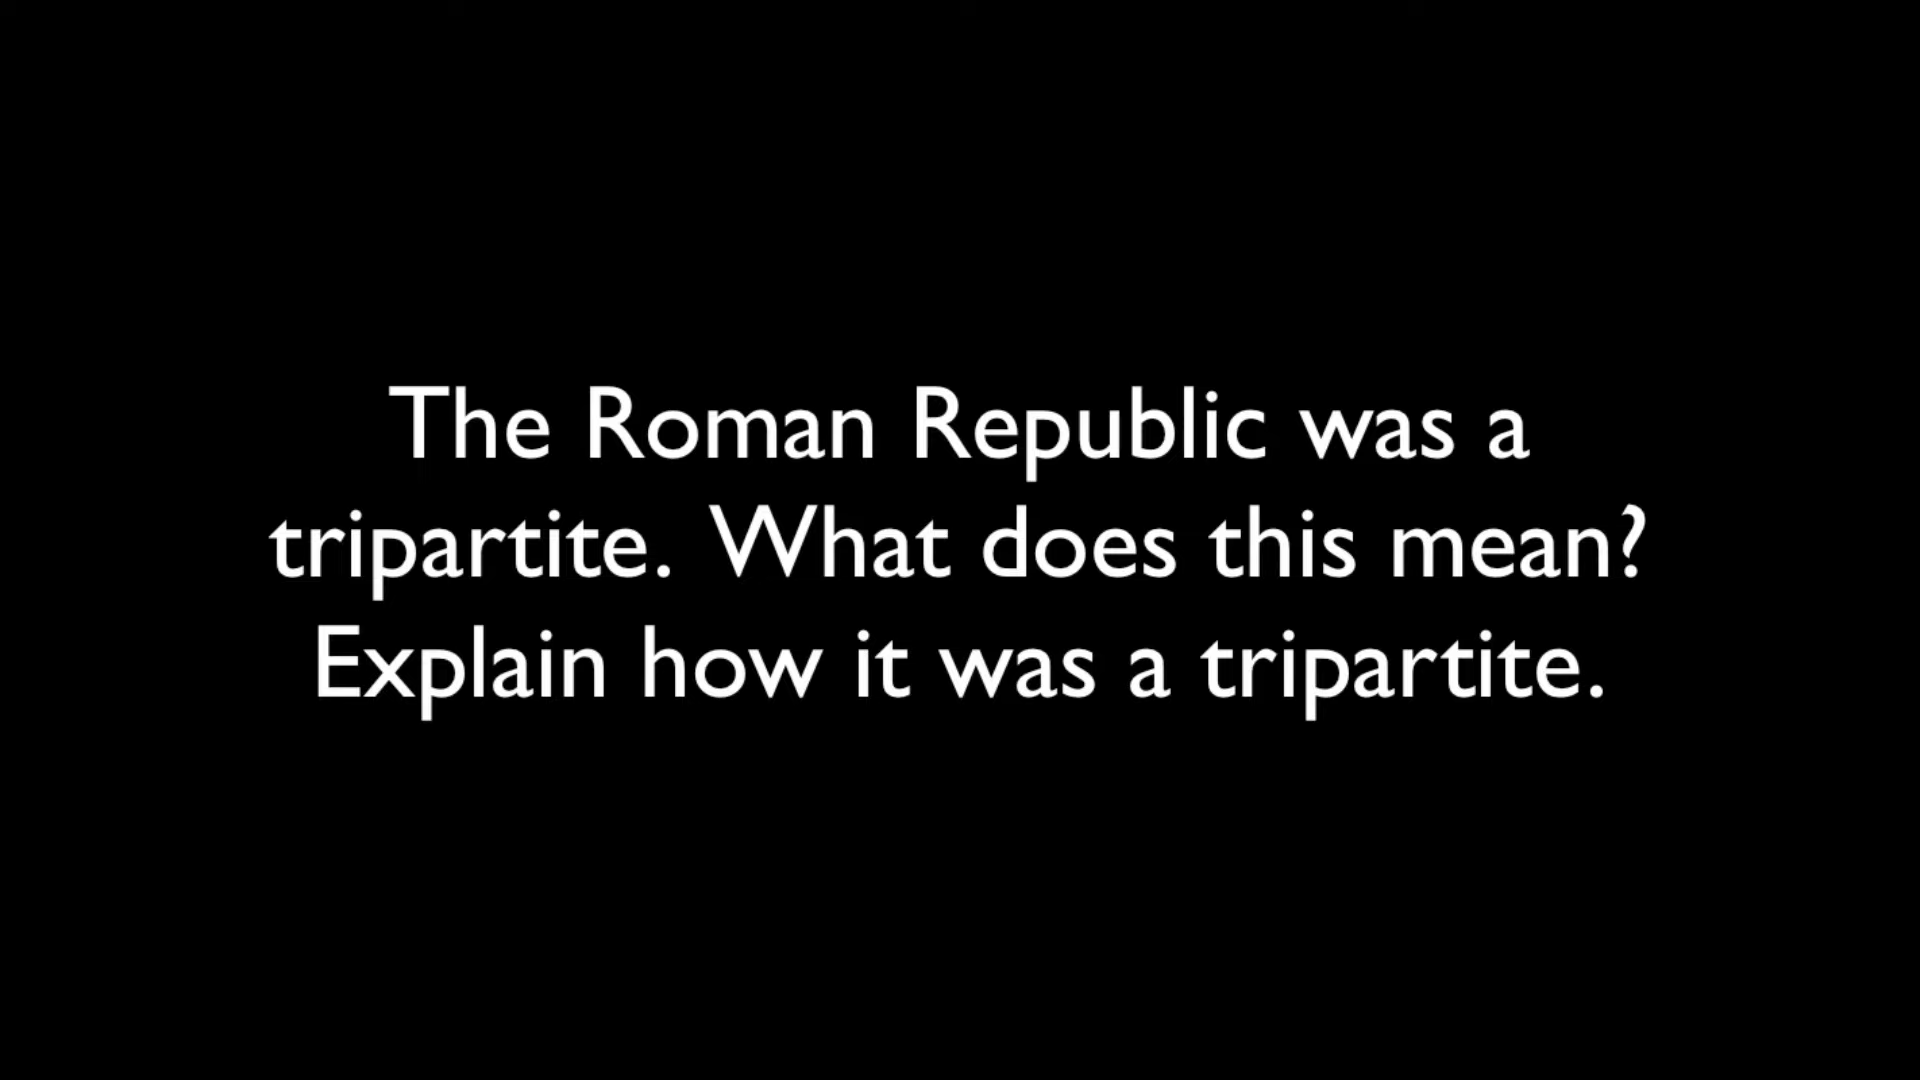 The Roman Republic was a
tripartite.  What does this mean?
Explain how it was a tripartite.